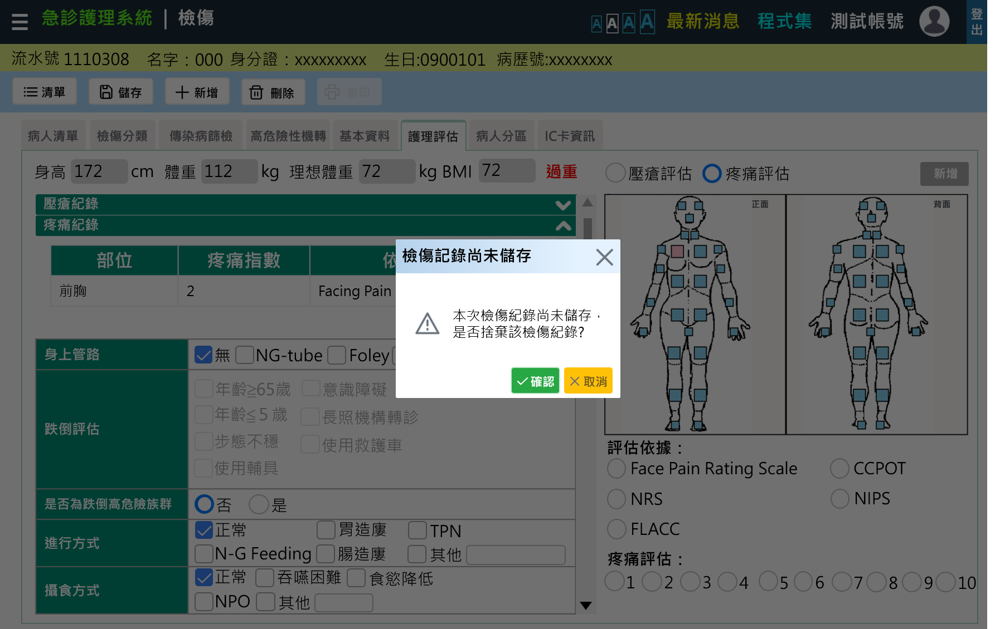 急診護理系統 | 檢傷
A A A A 最新消息 程式集 測試帳號 登出
流水號 1110308 名字：000 身分證：xxxxxxxxx 生日:0900101 病歷號:xxxxxxxx
清單 儲存 新增 刪除 重印
病人清單 檢傷分類 傳染病篩檢 高危險性機轉 基本資料 護理評估 病人分區 IC卡資訊
身高 172 cm 體重 112 kg 理想體重 72 kg BMI 72 過重
壓瘡評估 疼痛評估 新增
壓瘡紀錄
疼痛紀錄
部位 疼痛指數 依
前胸 2 Facing Pain
正面 背面
檢傷記錄尚未儲存
本次檢傷紀錄尚未儲存，
是否捨棄該檢傷紀錄?
確認 取消
身上管路 無 NG-tube Foley
跌倒評估
年齡≧65歲 意識障礙
年齡≦ 5 歲 長照機構轉診
步態不穩 使用救護車
使用輔具
是否為跌倒高危險族群 否 是
進行方式
正常 胃造廔 TPN
N-G Feeding 腸造廔 其他
攝食方式
正常 吞嚥困難 食慾降低
NPO 其他
評估依據：
Face Pain Rating Scale CCPOT
NRS NIPS
FLACC
疼痛評估：
1 2 3 4 5 6 7 8 9 10